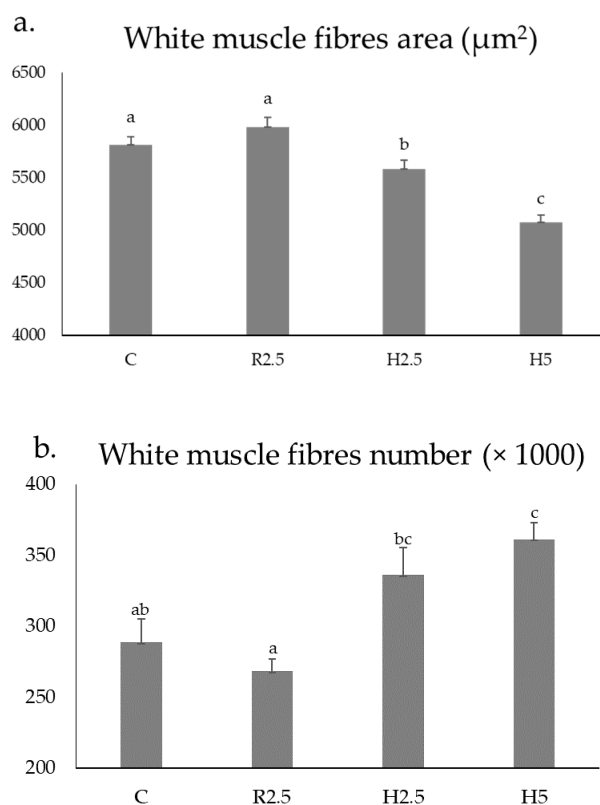 a.
White muscle fibres area (µm²)
6500
6000
5500
5000
4500
4000
a
a
b
c
C R2.5 H2.5 H5
b.
White muscle fibres number (× 1000)
400
350
300
250
200
ab
a
bc
c
C R2.5 H2.5 H5